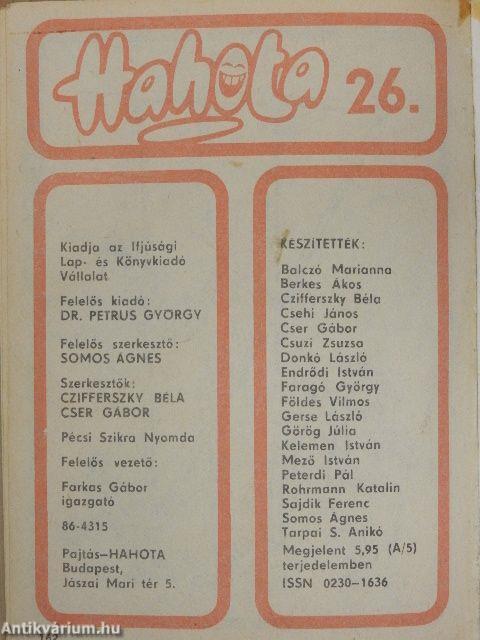 Hahota 26.
Kiadja az Ifjúsági
Lap- és Könyvkiadó
Vállalat
Felelős kiadó:
DR. PETRUS GYÖRGY
Felelős szerkesztő:
SOMOS ÁGNES
Szerkesztők:
CZIFFERSZKY BÉLA
CSER GÁBOR
Pécsi Szikra Nyomda
Felelős vezető:
Farkas Gábor
igazgató
86-4315
Pajtás—HAHOTA
Budapest,
Jászai Mari tér 5.
KÉSZÍTETTÉK:
Balczó Marianna
Berkes Ákos
Czifferszky Béla
Csehi János
Cser Gábor
Csuzi Zsuzsa
Donkó László
Endrődi István
Faragó György
Földes Vilmos
Gerse László
Görög Júlia
Kelemen István
Mező István
Peterdi Pál
Rohrmann Katalin
Sajdik Ferenc
Somos Ágnes
Tarpai S. Anikó
Megjelent 5,95 (A/5)
terjedelemben
ISSN 0230-1636
Antikvárium.hu